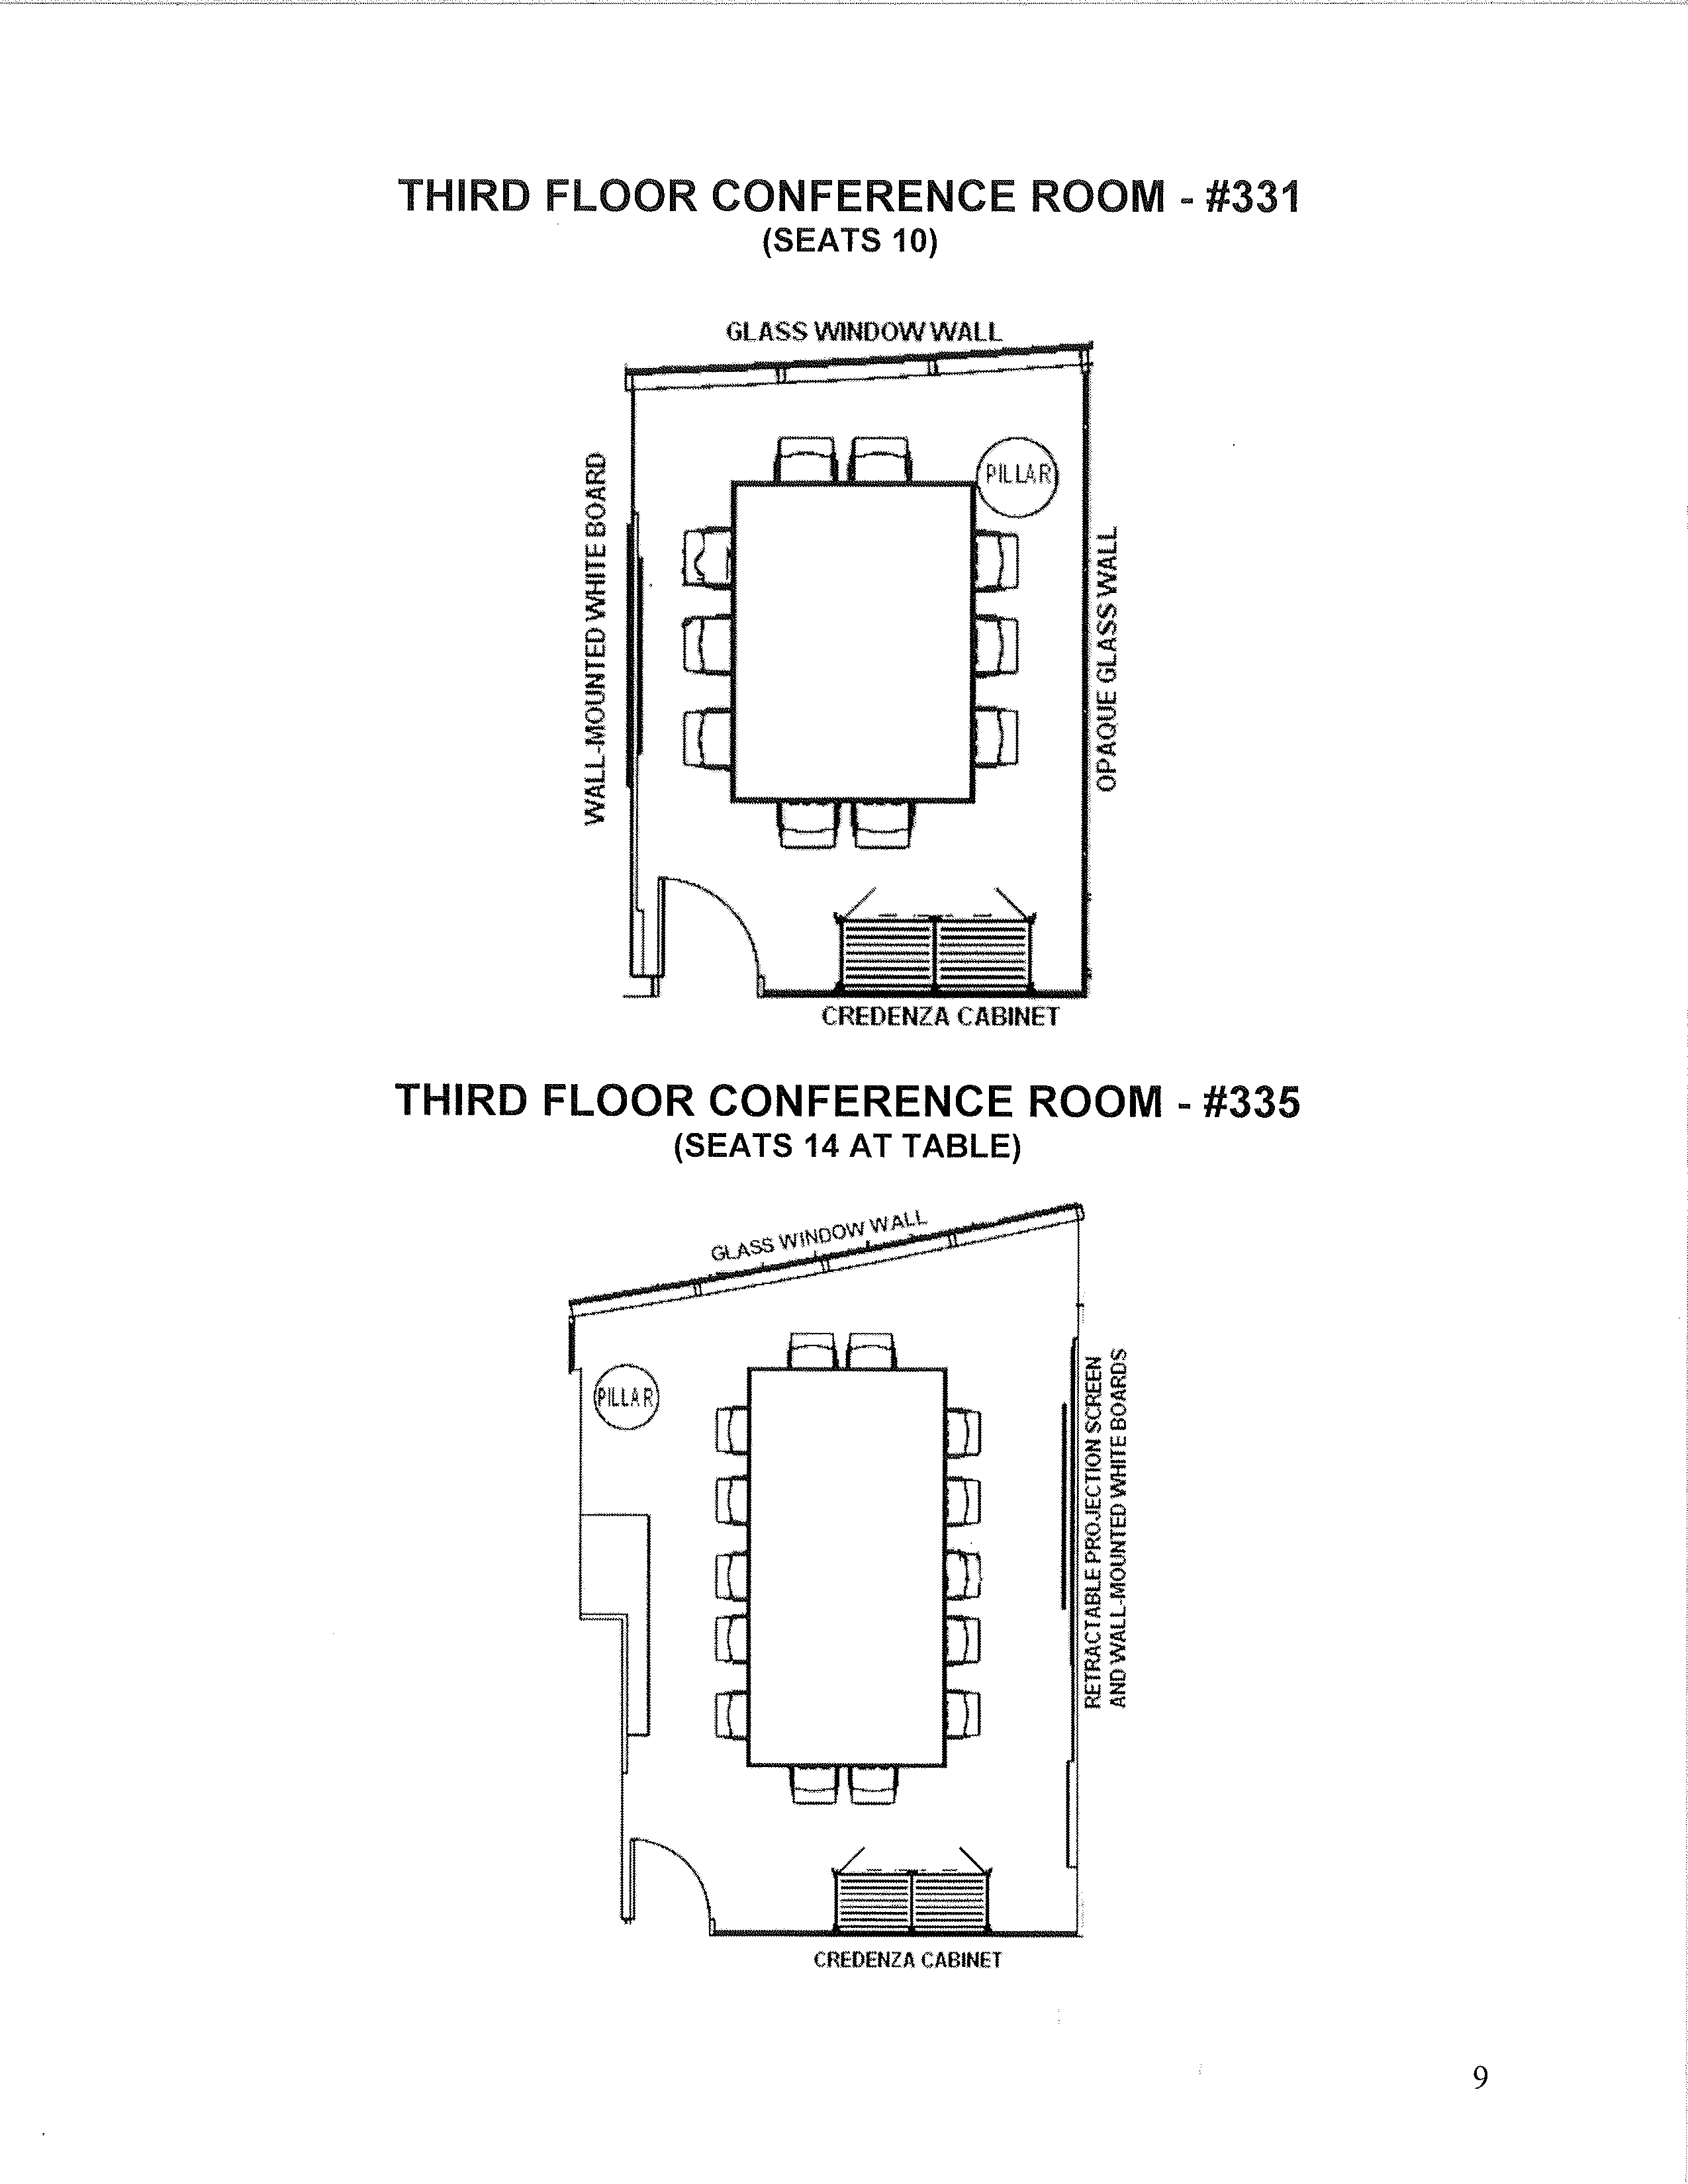 THIRD FLOOR CONFERENCE ROOM - #331
(SEATS 10)
GLASS WINDOW WALL
PILLAR
WALL-MOUNTED WHITE BOARD
OPAQUE GLASS WALL
CREDENZA CABINET
THIRD FLOOR CONFERENCE ROOM - #335
(SEATS 14 AT TABLE)
GLASS WINDOW WALL
PILLAR
RETRACTABLE PROJECTION SCREEN
AND WALL-MOUNTED WHITE BOARDS
CREDENZA CABINET
9